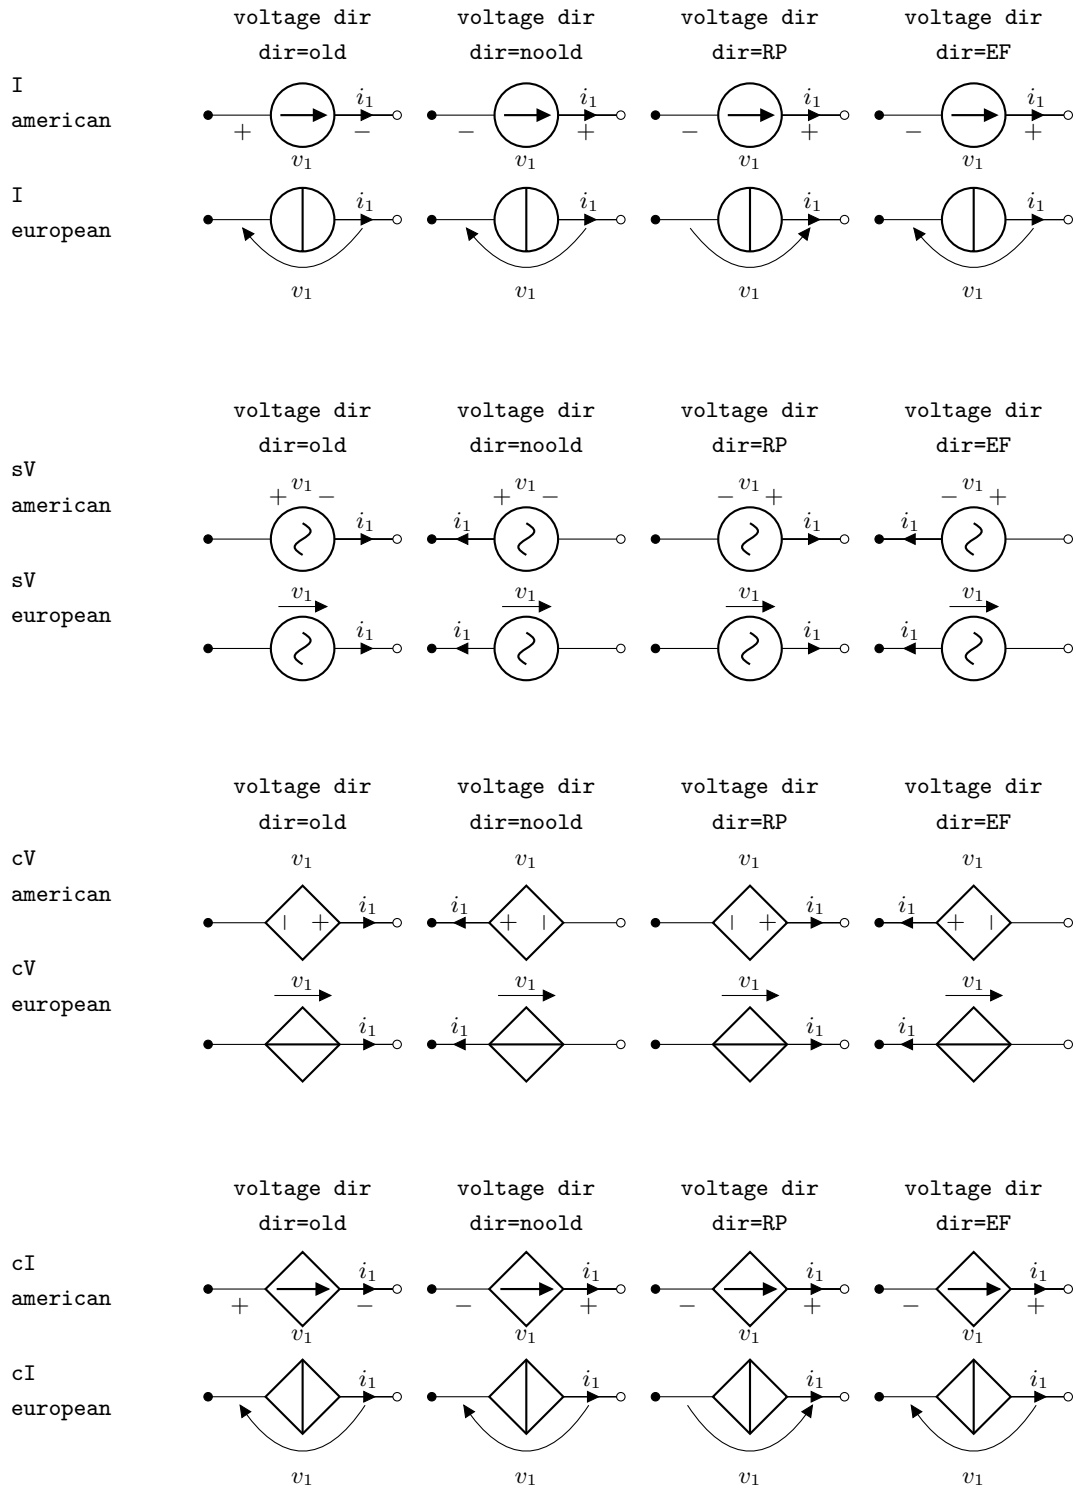 voltage dir voltage dir voltage dir voltage dir
dir=old dir=noold dir=RP dir=EF
I
american
i₁ i₁ i₁ i₁
+ − − + − + − +
v₁ v₁ v₁ v₁
I
european
i₁ i₁ i₁ i₁
v₁ v₁ v₁ v₁
voltage dir voltage dir voltage dir voltage dir
dir=old dir=noold dir=RP dir=EF
sV
american
+ v₁ − + v₁ − − v₁ + − v₁ +
i₁ i₁ i₁ i₁
sV
european
v₁ v₁ v₁ v₁
i₁ i₁ i₁ i₁
voltage dir voltage dir voltage dir voltage dir
dir=old dir=noold dir=RP dir=EF
cV
american
v₁ v₁ v₁ v₁
− + i₁ i₁ + − − + i₁ i₁ + −
cV
european
v₁ v₁ v₁ v₁
i₁ i₁ i₁ i₁
voltage dir voltage dir voltage dir voltage dir
dir=old dir=noold dir=RP dir=EF
cI
american
i₁ i₁ i₁ i₁
+ − − + − + − +
v₁ v₁ v₁ v₁
cI
european
i₁ i₁ i₁ i₁
v₁ v₁ v₁ v₁